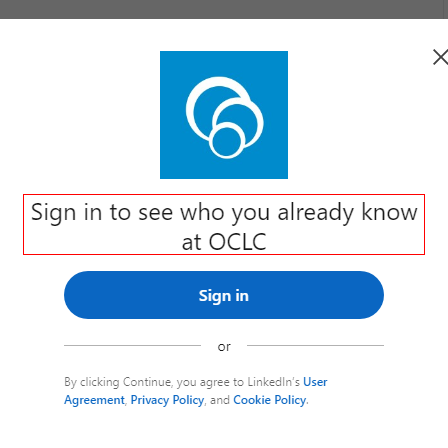 Sign in to see who you already know
at OCLC
Sign in
or
By clicking Continue, you agree to LinkedIn's User
Agreement, Privacy Policy, and Cookie Policy.